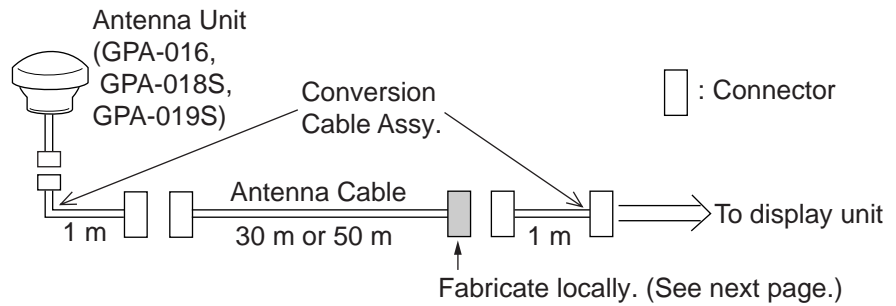 Antenna Unit
(GPA-016,
GPA-018S,
GPA-019S)
Conversion
Cable Assy.
: Connector
Antenna Cable
1 m
30 m or 50 m
1 m
To display unit
Fabricate locally. (See next page.)